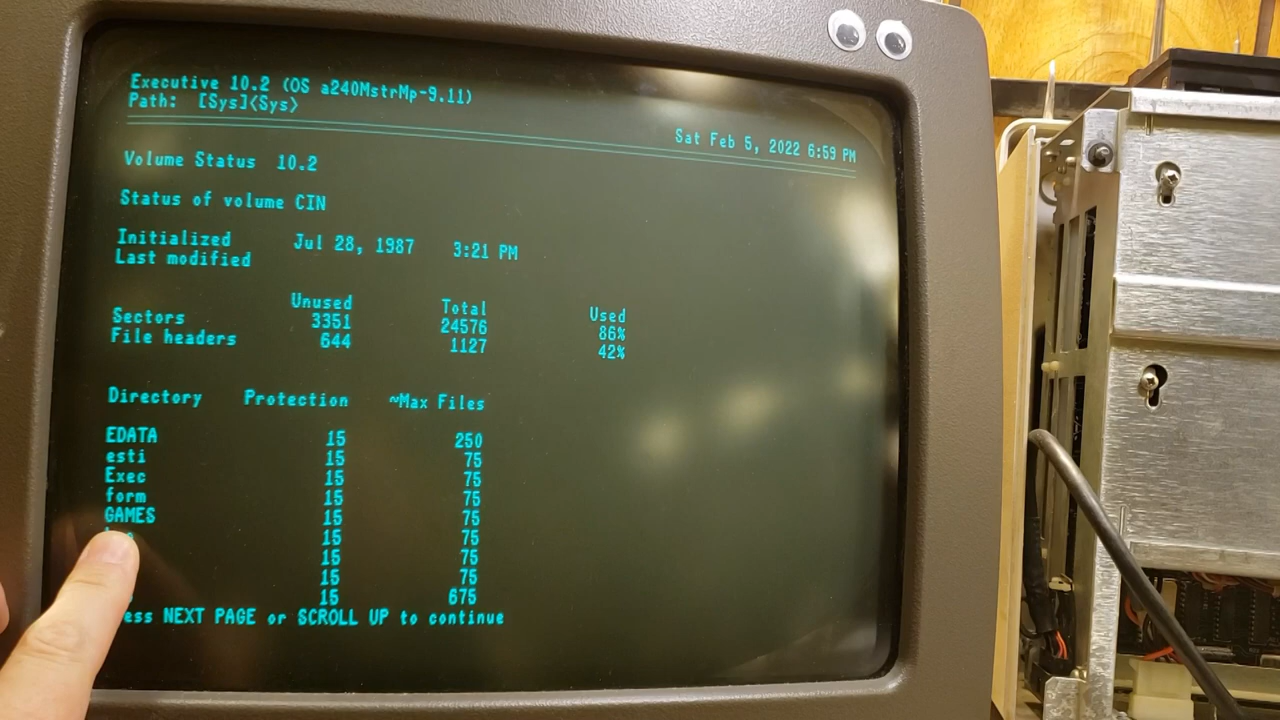 Executive 10.2 (OS a240MstrMp-9.11)
Path: [Sys]<Sys>
Sat Feb 5, 2022 6:59 PM
Volume Status 10.2
Status of volume CIN
Initialized Jul 28, 1987 3:21 PM
Last modified
Unused Total Used
Sectors 3351 24576 86%
File headers 644 1127 42%
Directory Protection ~Max Files
EDATA 15 250
esti 15 75
Exec 15 75
form 15 75
GAMES 15 75
15 75
15 75
15 75
15 675
ess NEXT PAGE or SCROLL UP to continue